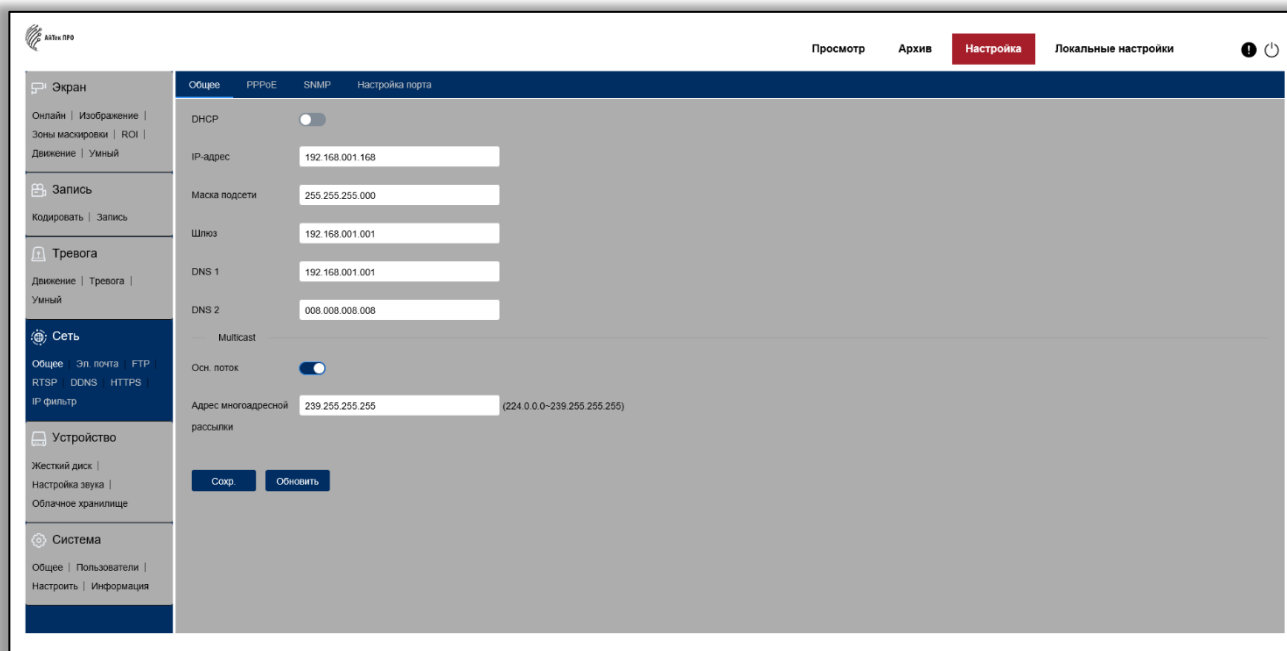 АйТек ПРО
Просмотр Архив Настройка Локальные настройки
Экран
Онлайн | Изображение |
Зоны маскировки | ROI |
Движение | Умный
Запись
Кодировать | Запись
Тревога
Движение | Тревога |
Умный
Сеть
Общее | Эл. почта | FTP |
RTSP | DDNS | HTTPS |
IP фильтр
Устройство
Жесткий диск |
Настройка звука |
Облачное хранилище
Система
Общее | Пользователи |
Настроить | Информация
Общее PPPoE SNMP Настройка порта
DHCP
IP-адрес 192.168.001.168
Маска подсети 255.255.255.000
Шлюз 192.168.001.001
DNS 1 192.168.001.001
DNS 2 008.008.008.008
Multicast
Осн. поток
Адрес многоадресной 239.255.255.255 (224.0.0.0~239.255.255.255)
рассылки
Сохр. Обновить